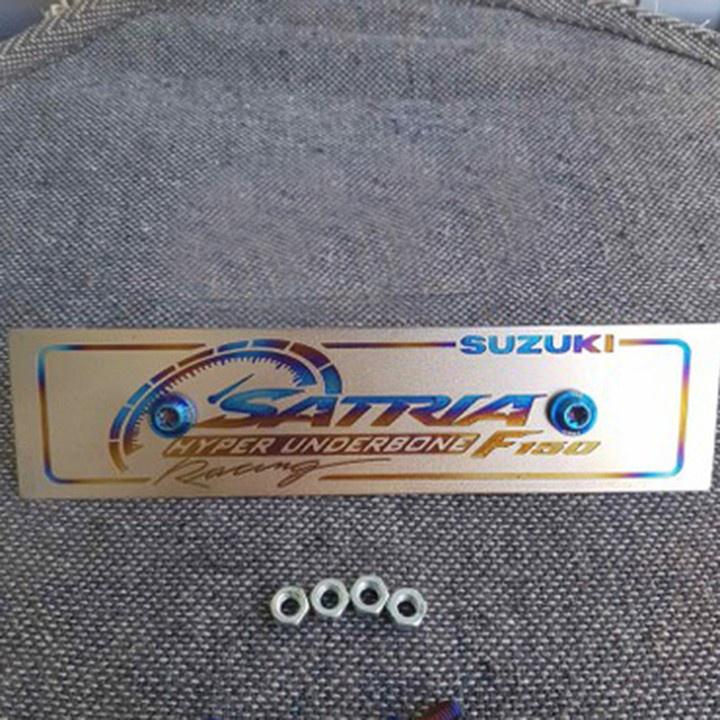 SUZUKI
SATRIA
HYPER UNDERBONE F150
Racing